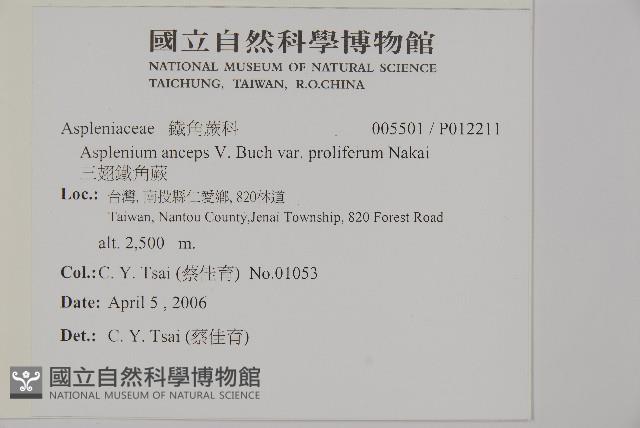 國立自然科學博物館
NATIONAL MUSEUM OF NATURAL SCIENCE
TAICHUNG, TAIWAN, R.O.CHINA
Aspleniaceae 鐵角蕨科 005501 / P012211
Asplenium anceps V. Buch var. proliferum Nakai
三翅鐵角蕨
Loc.: 台灣, 南投縣仁愛鄉, 820林道
Taiwan, Nantou County,Jenai Township, 820 Forest Road
alt. 2,500 m.
Col.: C. Y. Tsai (蔡佳育) No.01053
Date: April 5 , 2006
Det.: C. Y. Tsai (蔡佳育)
國立自然科學博物館
NATIONAL MUSEUM OF NATURAL SCIENCE